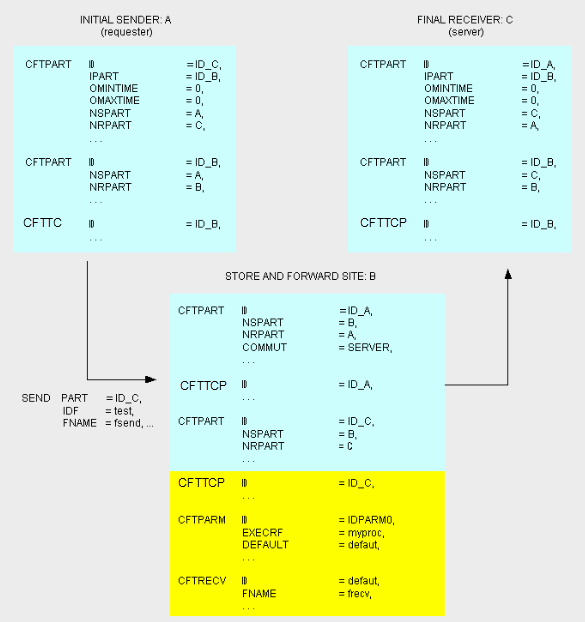 INITIAL SENDER: A
(requester)
CFTPART ID = ID_C,
IPART = ID_B,
OMINTIME = 0,
OMAXTIME = 0,
NSPART = A,
NRPART = C,
...
CFTPART ID = ID_B,
NSPART = A,
NRPART = B,
...
CFTTC ID = ID_B,
...
FINAL RECEIVER: C
(server)
CFTPART ID = ID_A,
IPART = ID_B,
OMINTIME = 0,
OMAXTIME = 0,
NSPART = C,
NRPART = A,
...
CFTPART ID = ID_B,
NSPART = C,
NRPART = B,
...
CFTTCP ID = ID_B,
...
STORE AND FORWARD SITE: B
CFTPART ID = ID_A,
NSPART = B,
NRPART = A,
COMMUT = SERVER,
...
CFTTCP ID = ID_A,
...
CFTPART ID = ID_C,
NSPART = B,
NRPART = C
...
CFTTCP ID = ID_C,
...
CFTPARM ID = IDPARM0,
EXECRF = myproc,
DEFAULT = defaut,
...
CFTRECV ID = defaut,
FNAME = frecv,
...
SEND PART = ID_C,
IDF = test,
FNAME = fsend, ...